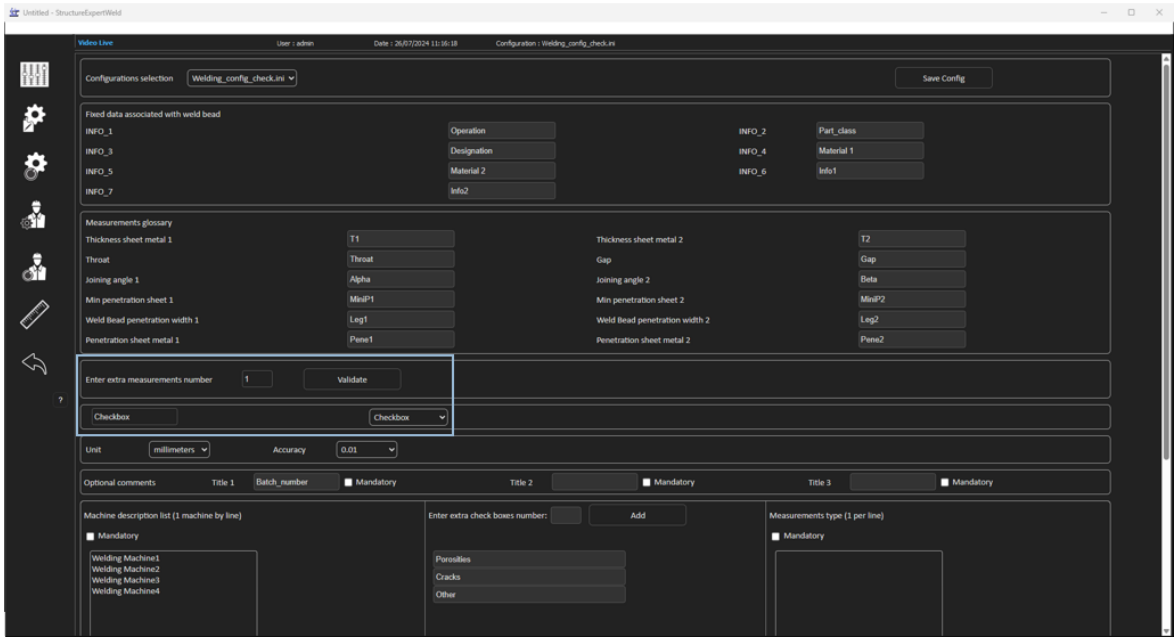 Untitled - StructureExpertWeld
Video Live User : admin Date : 26/07/2024 11:16:18 Configuration : Welding_config_check.ini
Configurations selection Welding_config_check.ini Save Config
Fixed data associated with weld bead
INFO_1 Operation INFO_2 Part_class
INFO_3 Designation INFO_4 Material 1
INFO_5 Material 2 INFO_6 Info1
INFO_7 Info2
Measurements glossary
Thickness sheet metal 1 T1 Thickness sheet metal 2 T2
Throat Throat Gap Gap
Joining angle 1 Alpha Joining angle 2 Beta
Min penetration sheet 1 MiniP1 Min penetration sheet 2 MiniP2
Weld Bead penetration width 1 Leg1 Weld Bead penetration width 2 Leg2
Penetration sheet metal 1 Pene1 Penetration sheet metal 2 Pene2
Enter extra measurements number 1 Validate
?
Checkbox Checkbox
Unit millimeters Accuracy 0.01
Optional comments Title 1 Batch_number Mandatory Title 2 Mandatory Title 3 Mandatory
Machine description list (1 machine by line) Enter extra check boxes number: Add Measurements type (1 per line)
Mandatory Mandatory
Welding Machine1 Porosities
Welding Machine2
Welding Machine3 Cracks
Welding Machine4 Other